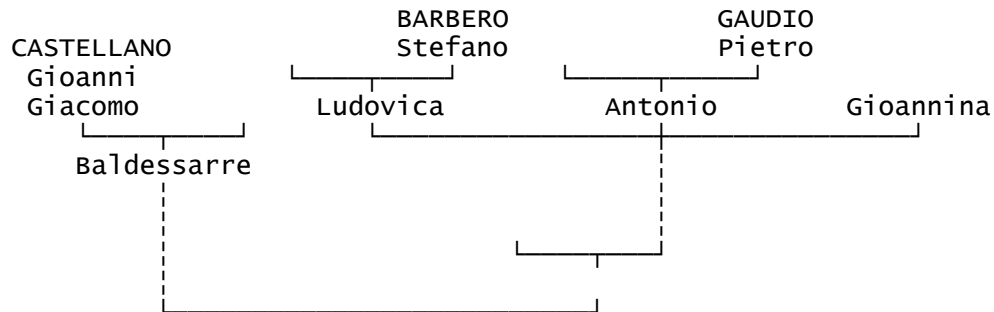 BARBERO GAUDIO
CASTELLANO Stefano Pietro
Gioanni
Giacomo Ludovica Antonio Gioannina
Baldessarre